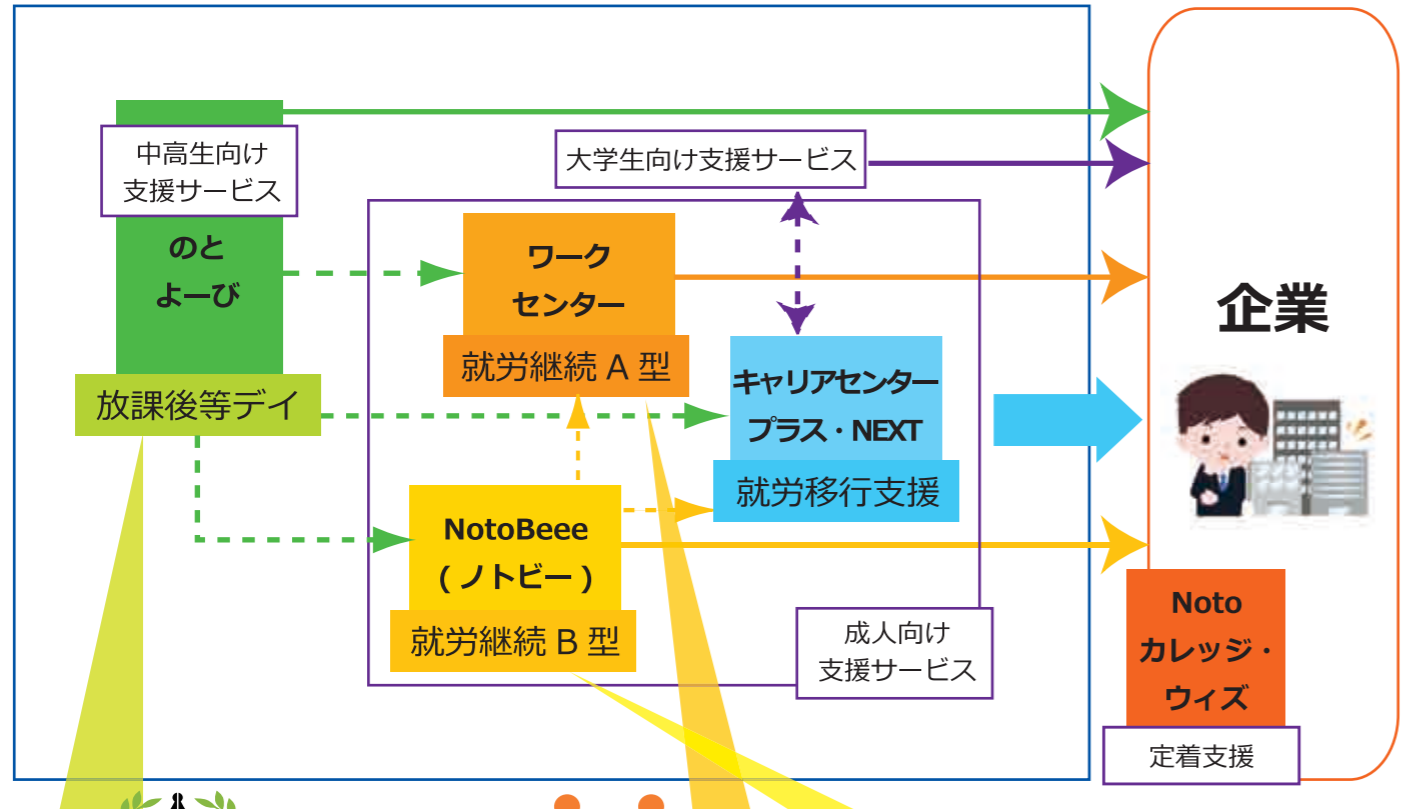 中高生向け
支援サービス
のと
よーび
放課後等デイ
大学生向け支援サービス
ワーク
センター
就労継続 A 型
キャリアセンター
プラス・NEXT
就労移行支援
NotoBeee
( ノトビー )
就労継続 B 型
成人向け
支援サービス
企業
Noto
カレッジ・
ウィズ
定着支援